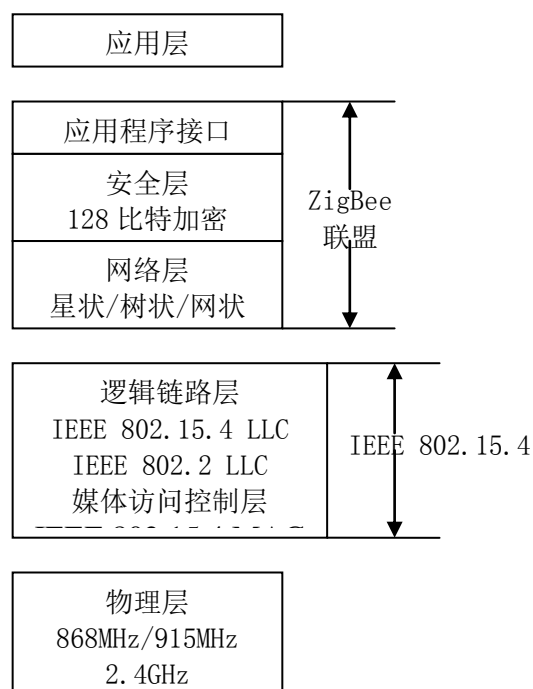 应用层
应用程序接口
安全层
128 比特加密
网络层
星状/树状/网状
ZigBee
联盟
逻辑链路层
IEEE 802.15.4 LLC
IEEE 802.2 LLC
媒体访问控制层
IEEE 802.15.4
物理层
868MHz/915MHz
2.4GHz